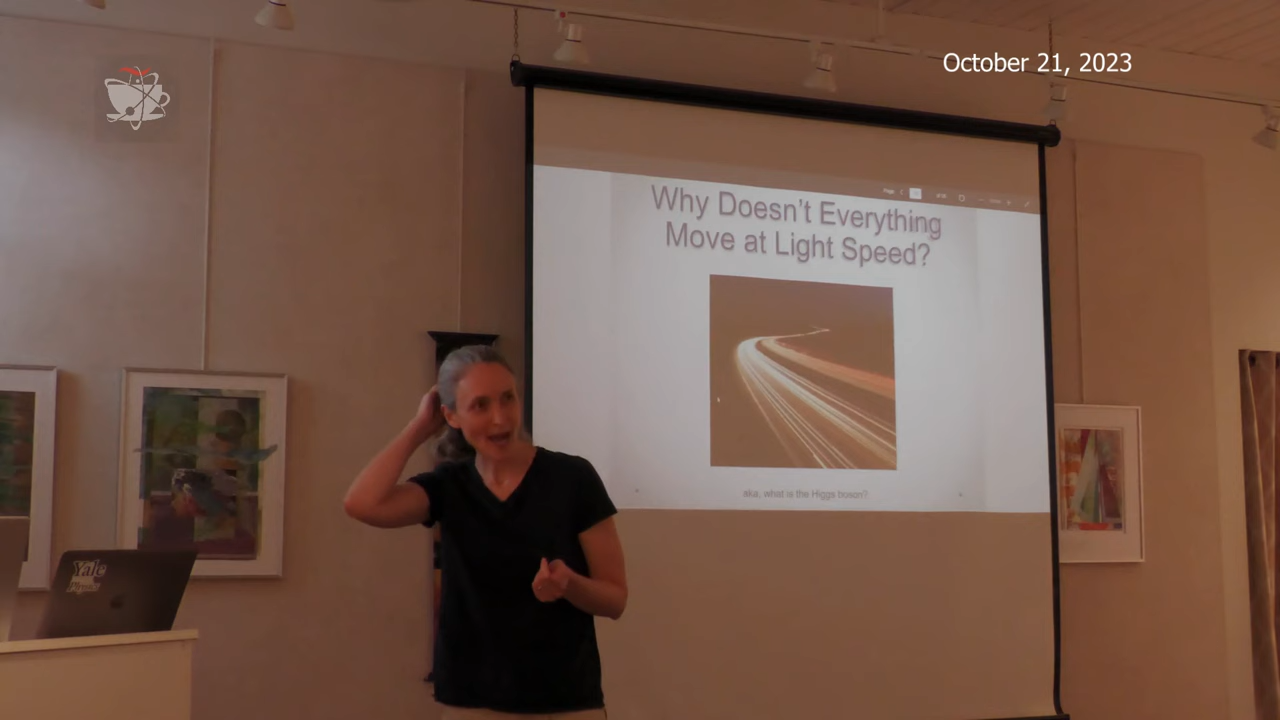 October 21, 2023
Why Doesn't Everything
Move at Light Speed?
aka, what is the Higgs boson?
Yale
Physics